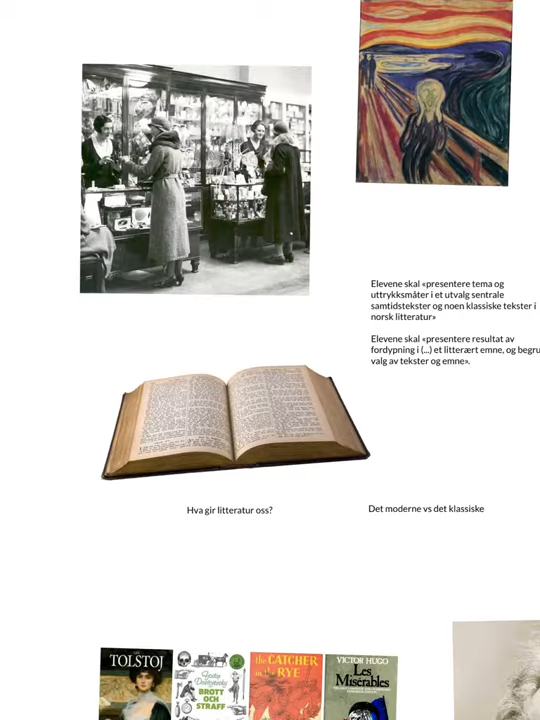 Elevene skal «presentere tema og
uttrykksmåter i et utvalg sentrale
samtidstekster og noen klassiske tekster i
norsk litteratur»
Elevene skal «presentere resultat av
fordypning i (...) et litterært emne, og begru
valg av tekster og emne».
Hva gir litteratur oss?
Det moderne vs det klassiske
TOLSTOJ
Fjodor Dostojevskij
BROTT
OCH
STRAFF
the CATCHER
in the RYE
VICTOR HUGO
Les
Misérables